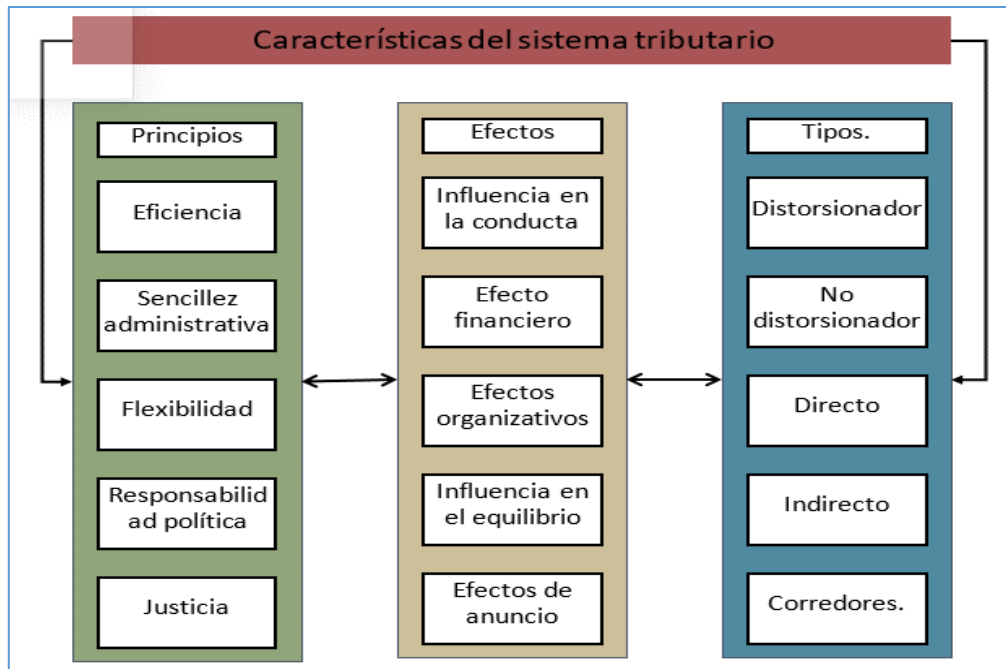 Características del sistema tributario
Principios
Eficiencia
Sencillez
administrativa
Flexibilidad
Responsabilid
ad política
Justicia
Efectos
Influencia en
la conducta
Efecto
financiero
Efectos
organizativos
Influencia en
el equilibrio
Efectos de
anuncio
Tipos.
Distorsionador
No
distorsionador
Directo
Indirecto
Corredores.